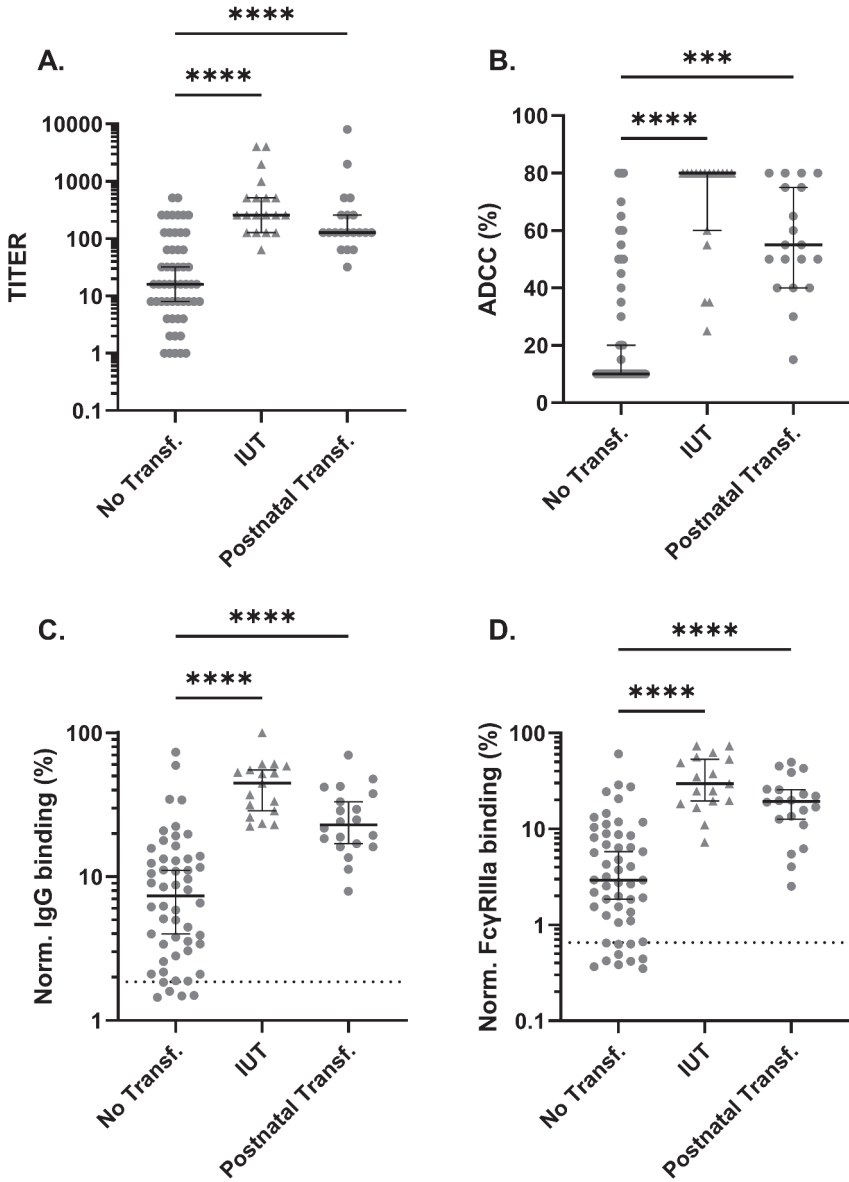 A.
****
****
TITER
10000
1000
100
10
1
0.1
No Transf.
IUT
Postnatal Transf.
B.
***
****
ADCC (%)
100
80
60
40
20
0
No Transf.
IUT
Postnatal Transf.
C.
****
****
Norm. IgG binding (%)
100
10
1
No Transf.
IUT
Postnatal Transf.
D.
****
****
Norm. FcγRIIIa binding (%)
100
10
1
0.1
No Transf.
IUT
Postnatal Transf.